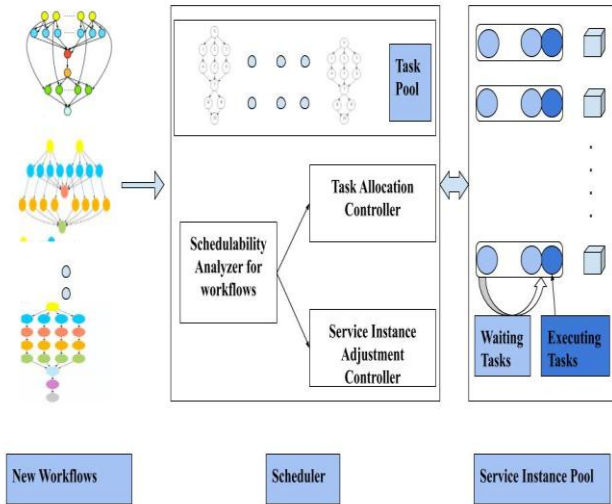 Task
Pool
Task Allocation
Controller
Schedulability
Analyzer for
workflows
Service Instance
Adjustment
Controller
Waiting
Tasks
Executing
Tasks
New Workflows
Scheduler
Service Instance Pool